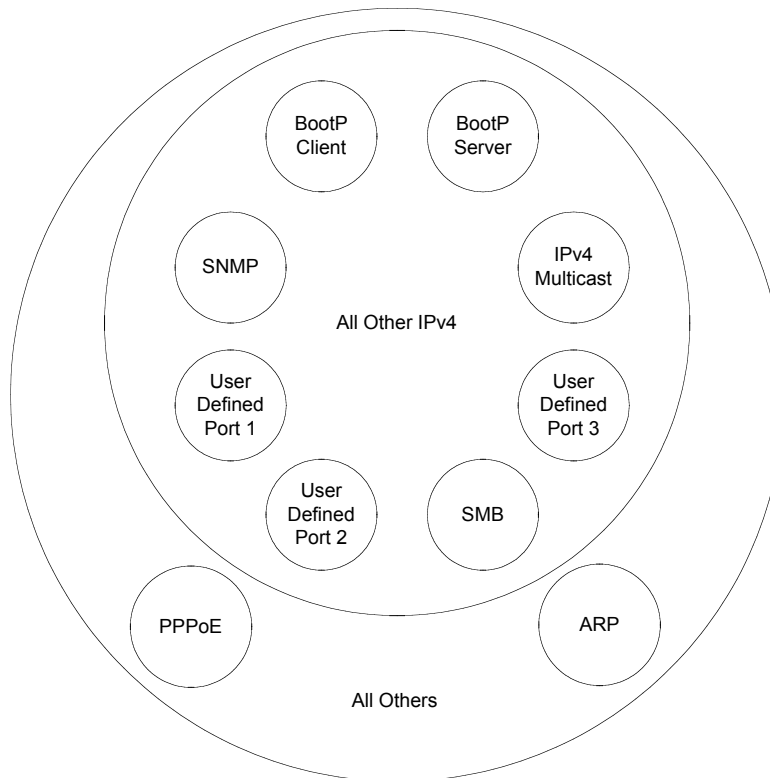 BootP
Client
BootP
Server
SNMP
IPv4
Multicast
All Other IPv4
User
Defined
Port 1
User
Defined
Port 3
User
Defined
Port 2
SMB
PPPoE
ARP
All Others